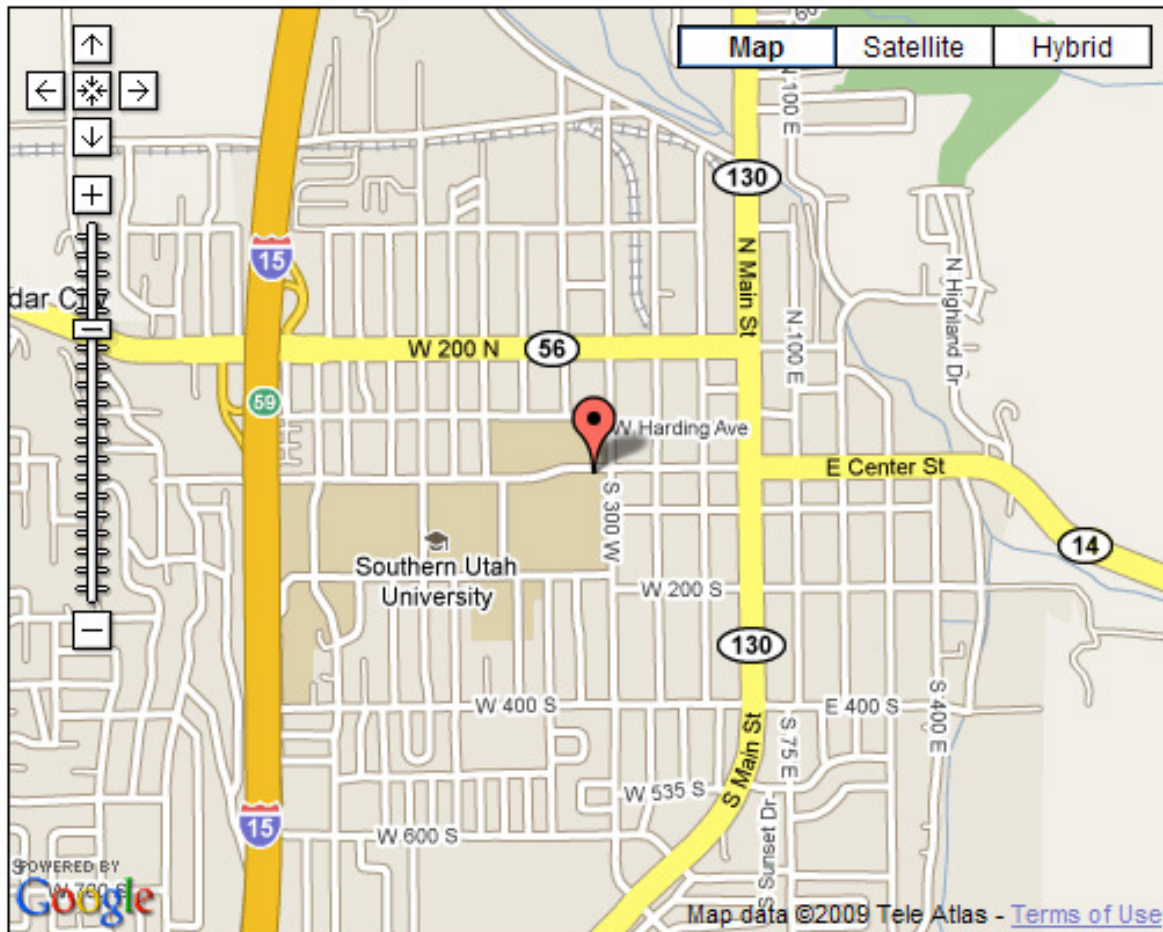 Map
Satellite
Hybrid
N 100 E
130
15
N Main St
N Highland Dr
dar City
W 200 N
56
N 100 E
59
W Harding Ave
E Center St
S 300 W
14
Southern Utah
University
W 200 S
130
W 400 S
E 400 S
S 400 E
S Main St
S 75 E
W 535 S
15
W 600 S
S Sunset Dr
POWERED BY
Google
Map data ©2009 Tele Atlas - Terms of Use